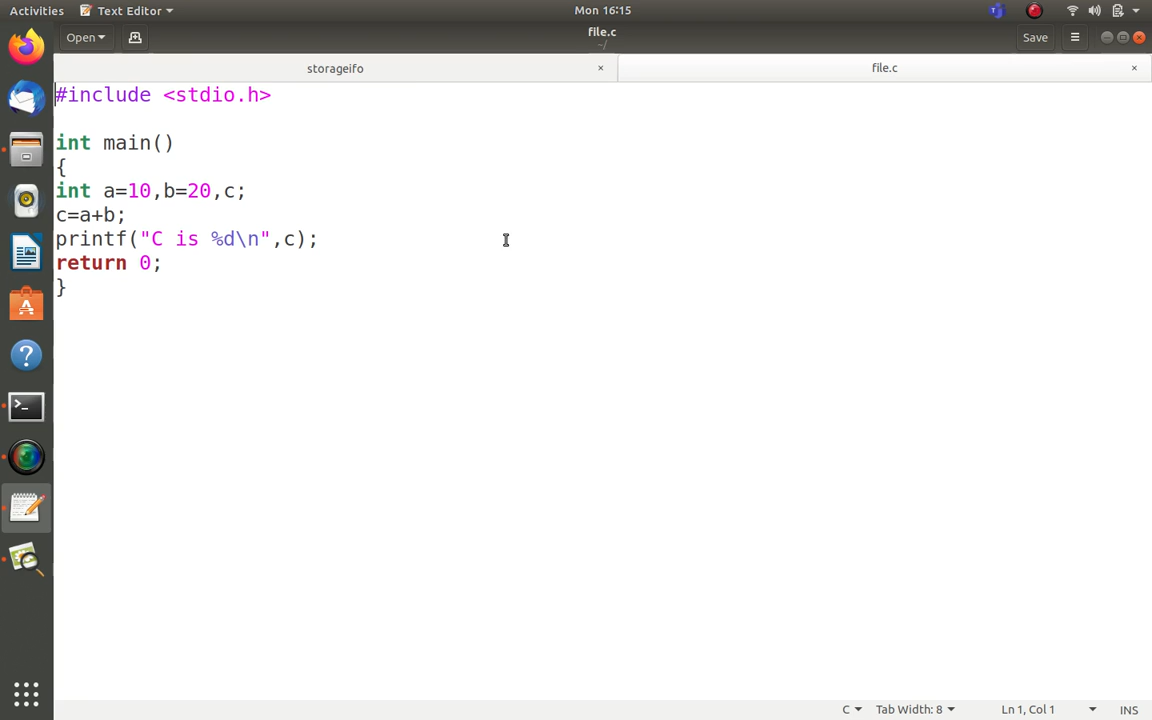 Activities Text Editor Mon 16:15
Open file.c Save
~/
storageifo × file.c ×
#include <stdio.h>
int main()
{
int a=10,b=20,c;
c=a+b;
printf("C is %d\n",c);
return 0;
}
C Tab Width: 8 Ln 1, Col 1 INS